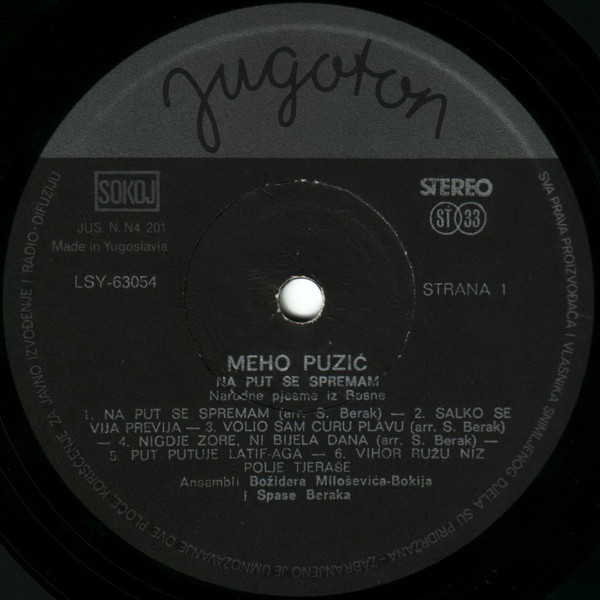 Jugoton
SOKOJ
JUS. N. N4 201
Made in Yugoslavia
LSY-63054
STEREO
ST 33
STRANA 1
MEHO PUZIĆ
NA PUT SE SPREMAM
Narodne pjesme iz Bosne
1. NA PUT SE SPREMAM (arr. S. Berak) — 2. SALKO SE
VIJA PREVIJA — 3. VOLIO SAM CURU PLAVU (arr. S. Berak)
— 4. NIGDJE ZORE, NI BIJELA DANA (arr. S. Berak) —
5. PUT PUTUJE LATIF-AGA — 6. VIHOR RUŽU NIZ
POLJE TJERAŠE
Ansambli Božidara Miloševića-Bokija
i Spase Beraka
SVA PRAVA PROIZVOĐAČA I VLASNIKA SNIMLJENOG DJELA SU PRIDRŽANA – ZABRANJENO JE UMNOŽAVANJE OVE PLOČE, KORIŠĆENJE ZA JAVNO IZVOĐENJE I RADIO-DIFUZIJU